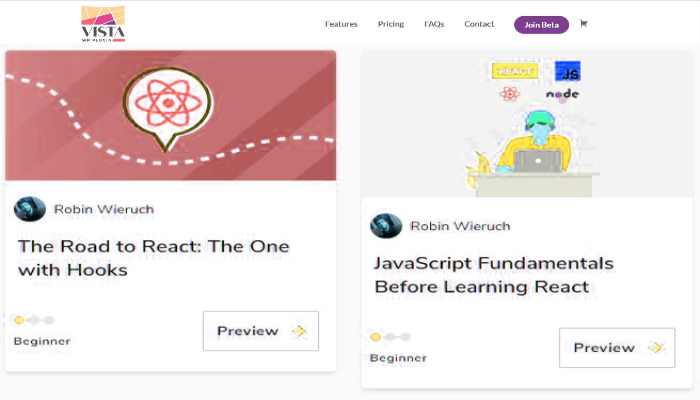 VISTA
WP PLUGIN
Features
Pricing
FAQs
Contact
Join Beta
REACT
JS
node
Robin Wieruch
The Road to React: The One
with Hooks
Beginner
Preview
Robin Wieruch
JavaScript Fundamentals
Before Learning React
Beginner
Preview